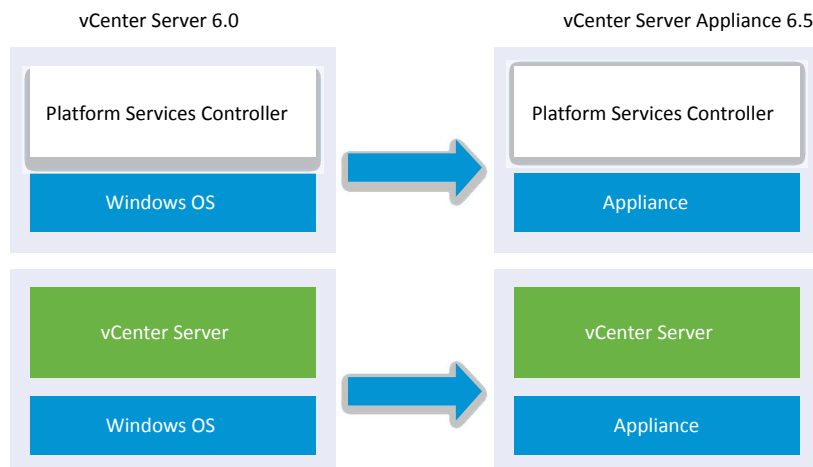 vCenter Server 6.0
vCenter Server Appliance 6.5
Platform Services Controller
Platform Services Controller
Windows OS
Appliance
vCenter Server
vCenter Server
Windows OS
Appliance